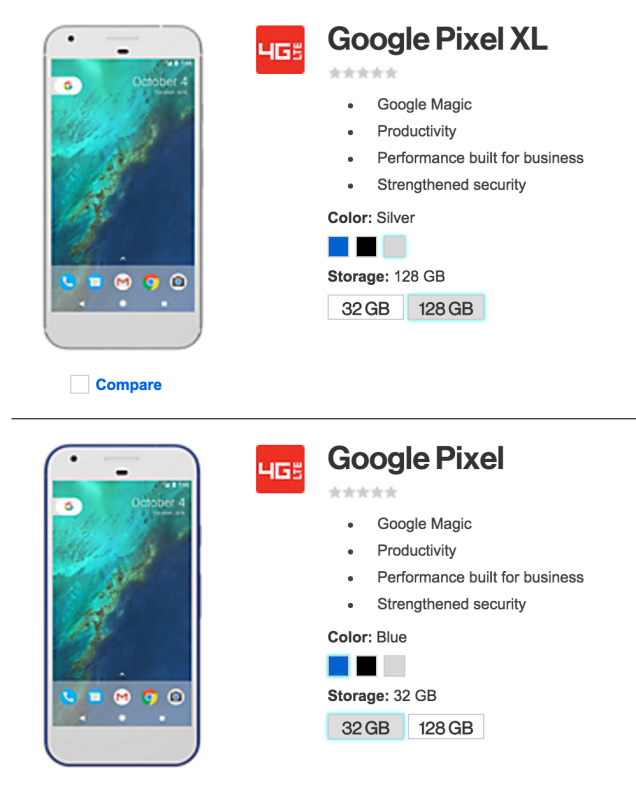 October 4
4G LTE
Google Pixel XL
Google Magic
Productivity
Performance built for business
Strengthened security
Color: Silver
Storage: 128 GB
32 GB 128 GB
Compare
October 4
4G LTE
Google Pixel
Google Magic
Productivity
Performance built for business
Strengthened security
Color: Blue
Storage: 32 GB
32 GB 128 GB